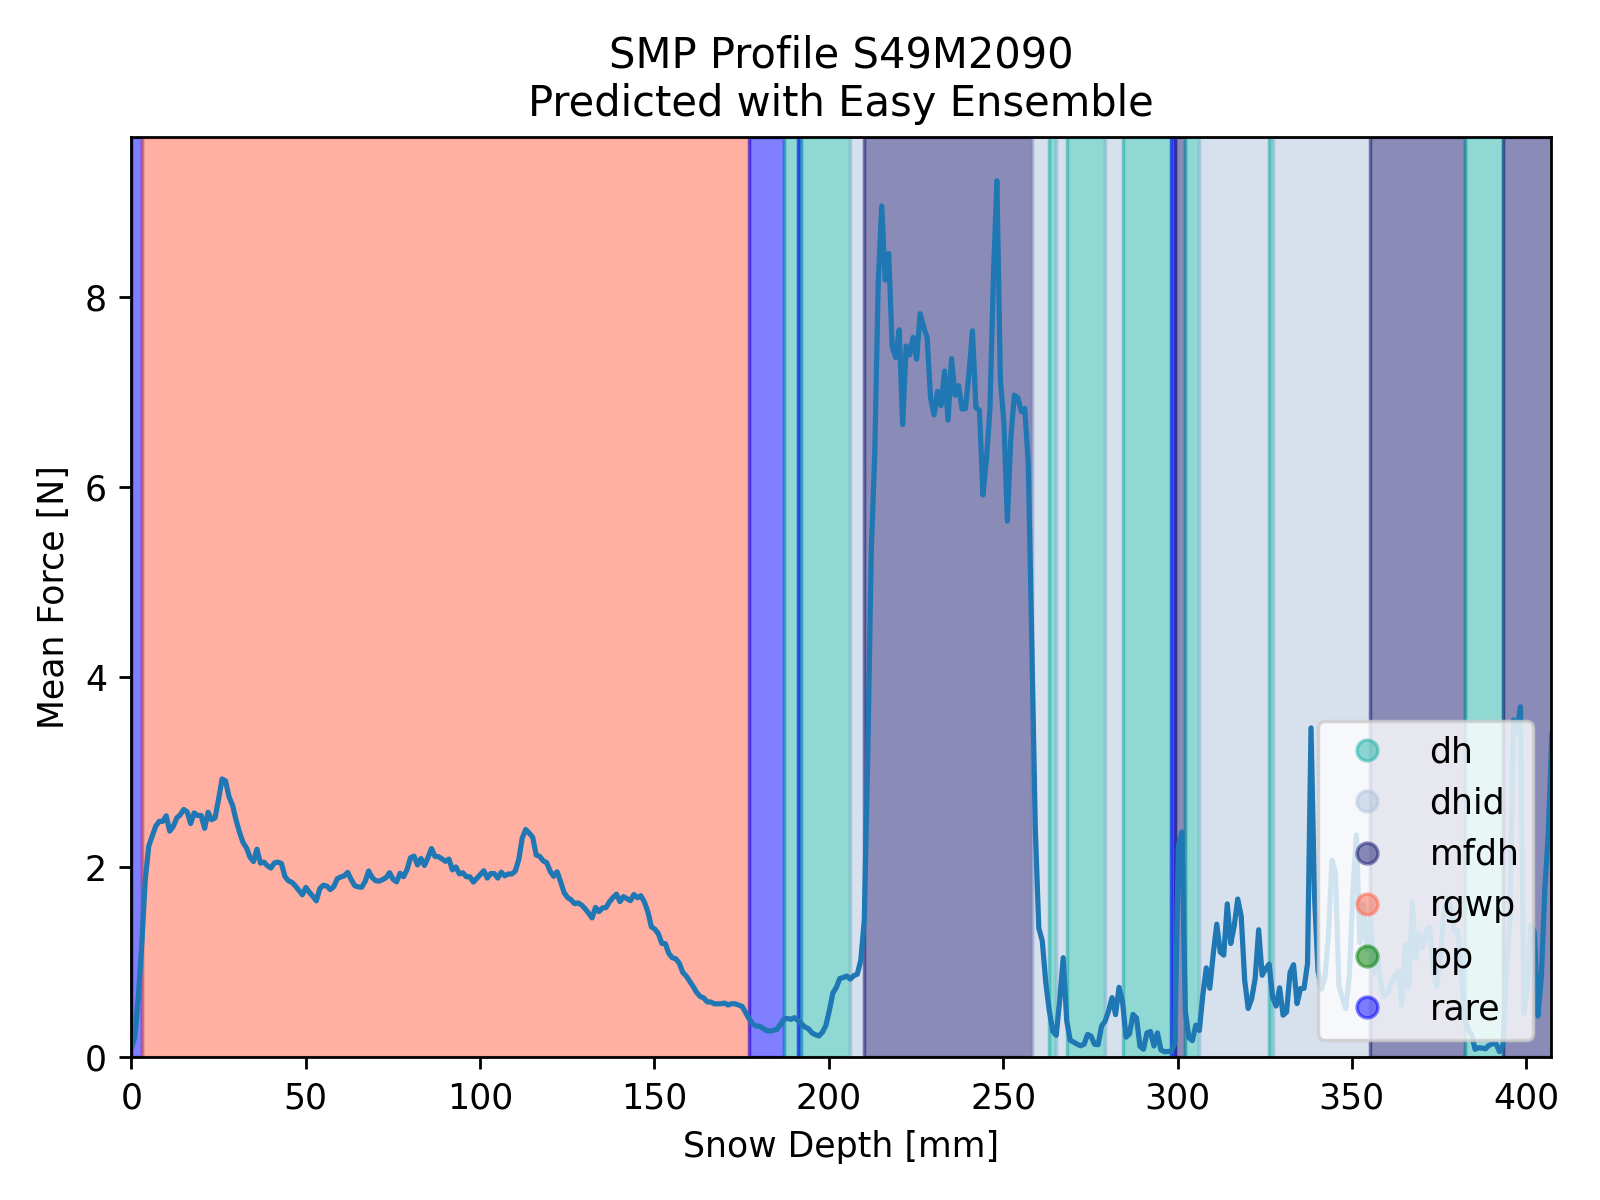 SMP Profile S49M2090
Predicted with Easy Ensemble
Mean Force [N]
8
6
4
2
0
dh
dhid
mfdh
rgwp
pp
rare
0 50 100 150 200 250 300 350 400
Snow Depth [mm]